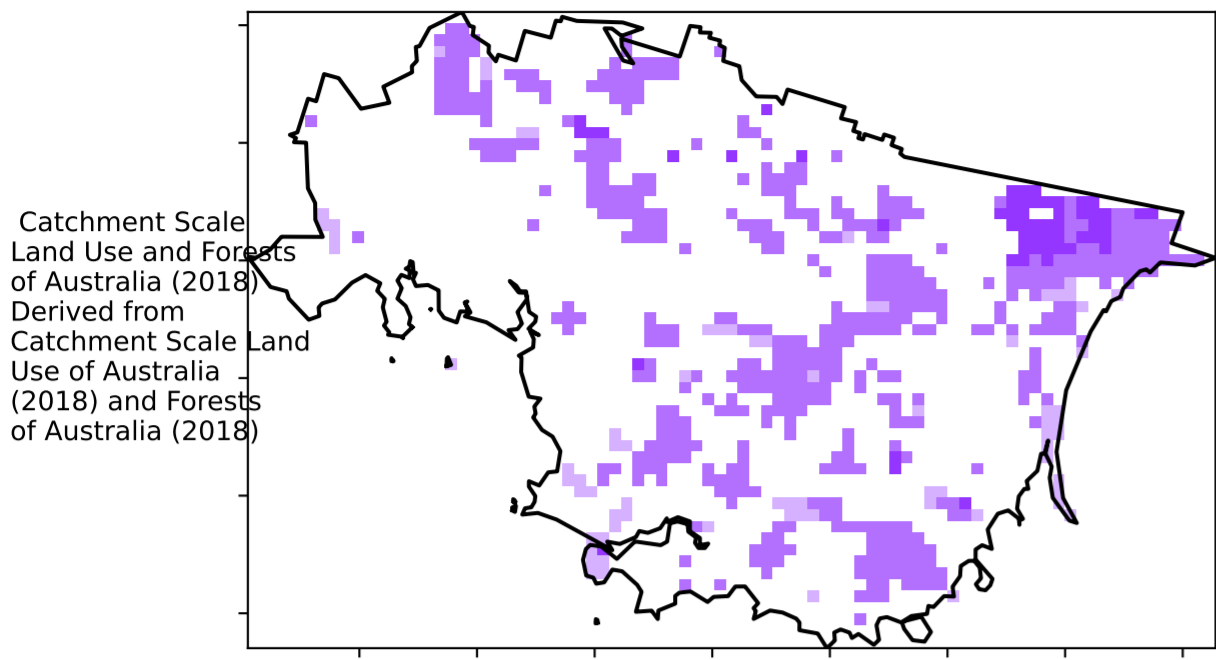 Catchment Scale
Land Use and Forests
of Australia (2018)
Derived from
Catchment Scale Land
Use of Australia
(2018) and Forests
of Australia (2018)